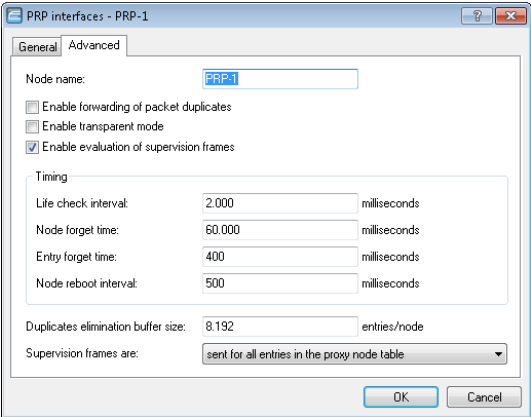 PRP interfaces - PRP-1
General Advanced
Node name: PRP-1
Enable forwarding of packet duplicates
Enable transparent mode
Enable evaluation of supervision frames
Timing
Life check interval: 2.000 milliseconds
Node forget time: 60.000 milliseconds
Entry forget time: 400 milliseconds
Node reboot interval: 500 milliseconds
Duplicates elimination buffer size: 8.192 entries/node
Supervision frames are: sent for all entries in the proxy node table
OK Cancel